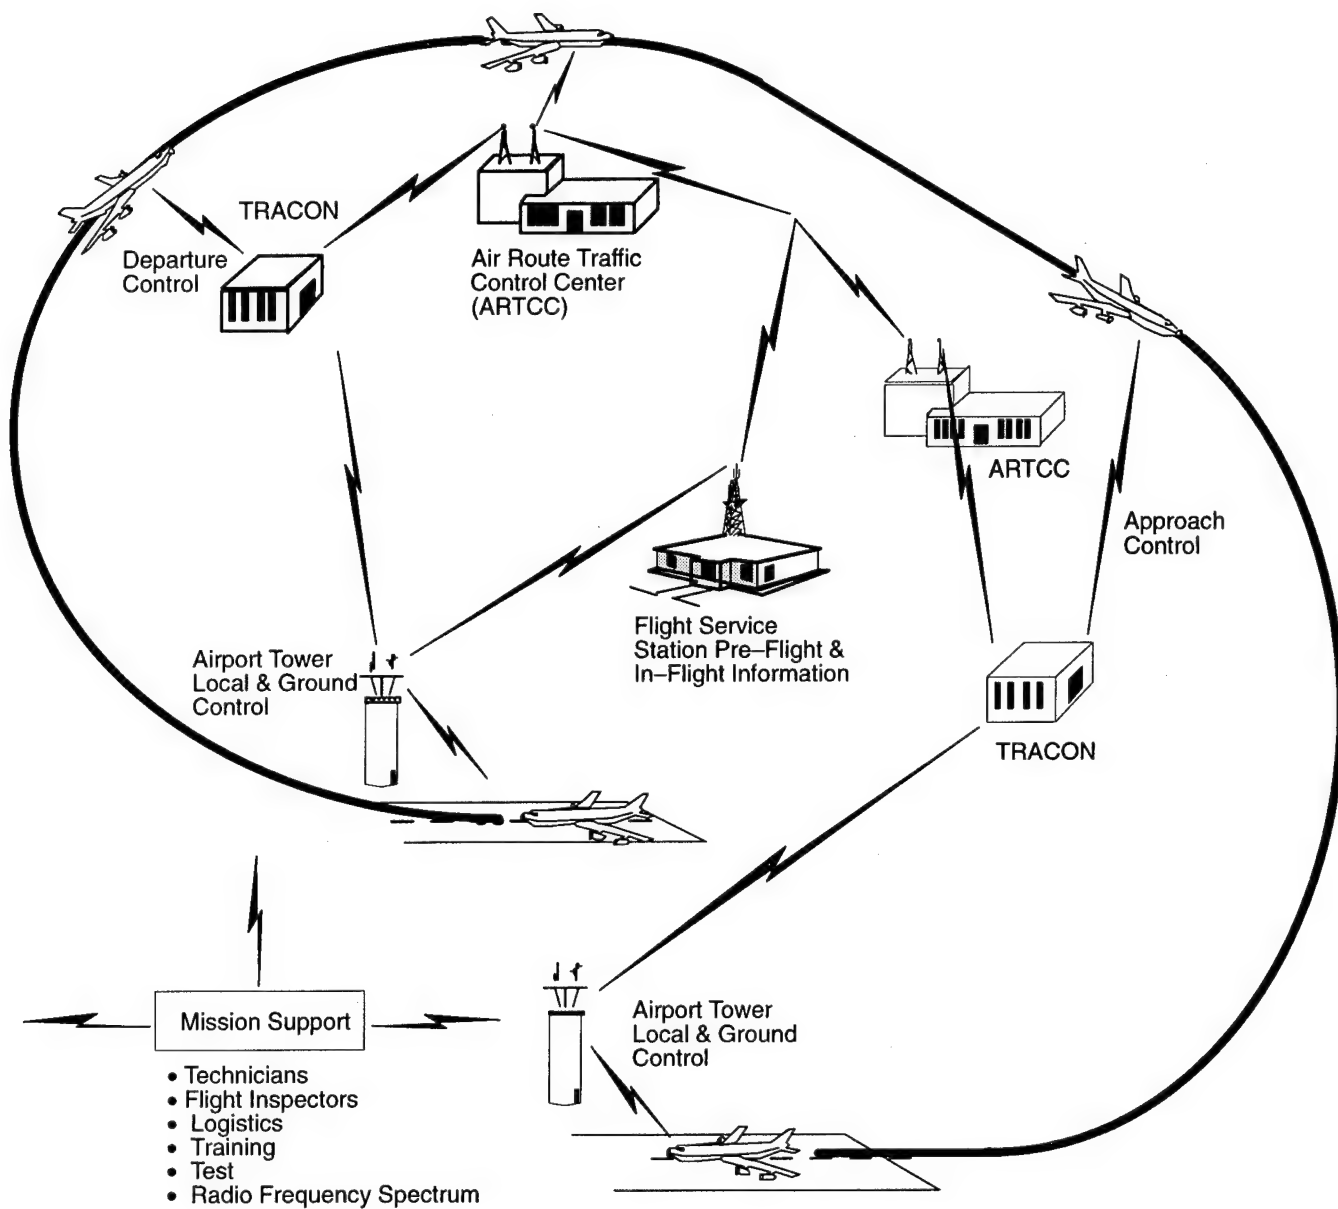 TRACON
Departure
Control
Air Route Traffic
Control Center
(ARTCC)
ARTCC
Approach
Control
Flight Service
Station Pre–Flight &
In–Flight Information
Airport Tower
Local & Ground
Control
TRACON
Mission Support
• Technicians
• Flight Inspectors
• Logistics
• Training
• Test
• Radio Frequency Spectrum
Airport Tower
Local & Ground
Control